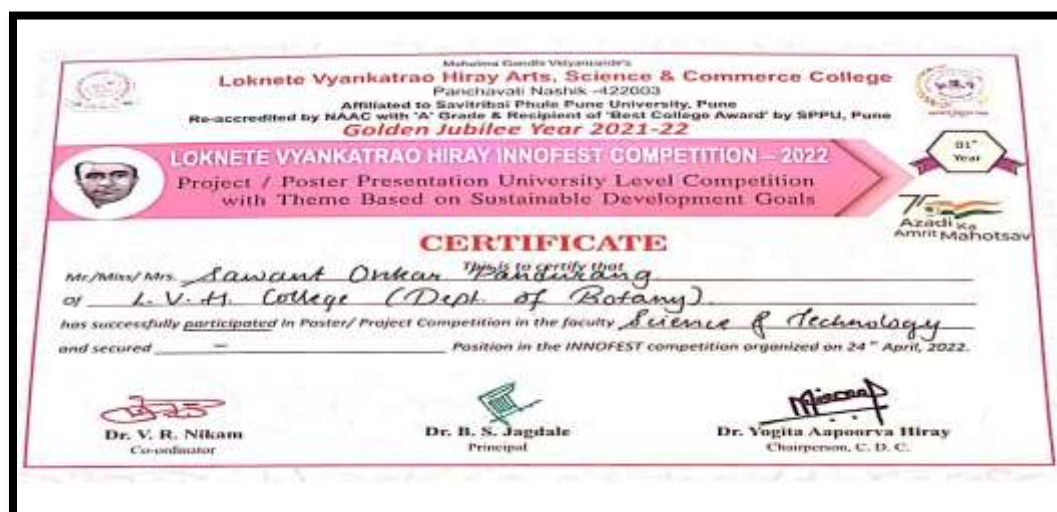 Mahatma Gandhi Vidyamandir's
Loknete Vyankatrao Hiray Arts, Science & Commerce College
Panchavati Nashik -422003
Affiliated to Savitribai Phule Pune University, Pune
Re-accredited by NAAC with 'A' Grade & Recipient of 'Best College Award' by SPPU, Pune
Golden Jubilee Year 2021-22
01st
Year
LOKNETE VYANKATRAO HIRAY INNOFEST COMPETITION – 2022
Project / Poster Presentation University Level Competition
with Theme Based on Sustainable Development Goals
75
Azadi Ka
Amrit Mahotsav
CERTIFICATE
This is to certify that
Mr./Miss/ Mrs. Sawant Onkar Pandurang
Of L.V.H. College (Dept. of Botany)
has successfully participated in Poster/ Project Competition in the faculty Science & Technology
and secured – Position in the INNOFEST competition organized on 24th April, 2022.
Dr. V. R. Nikam
Co-ordinator
Dr. B. S. Jagdale
Principal
Dr. Yogita Aapoorva Hiray
Chairperson, C. D. C.